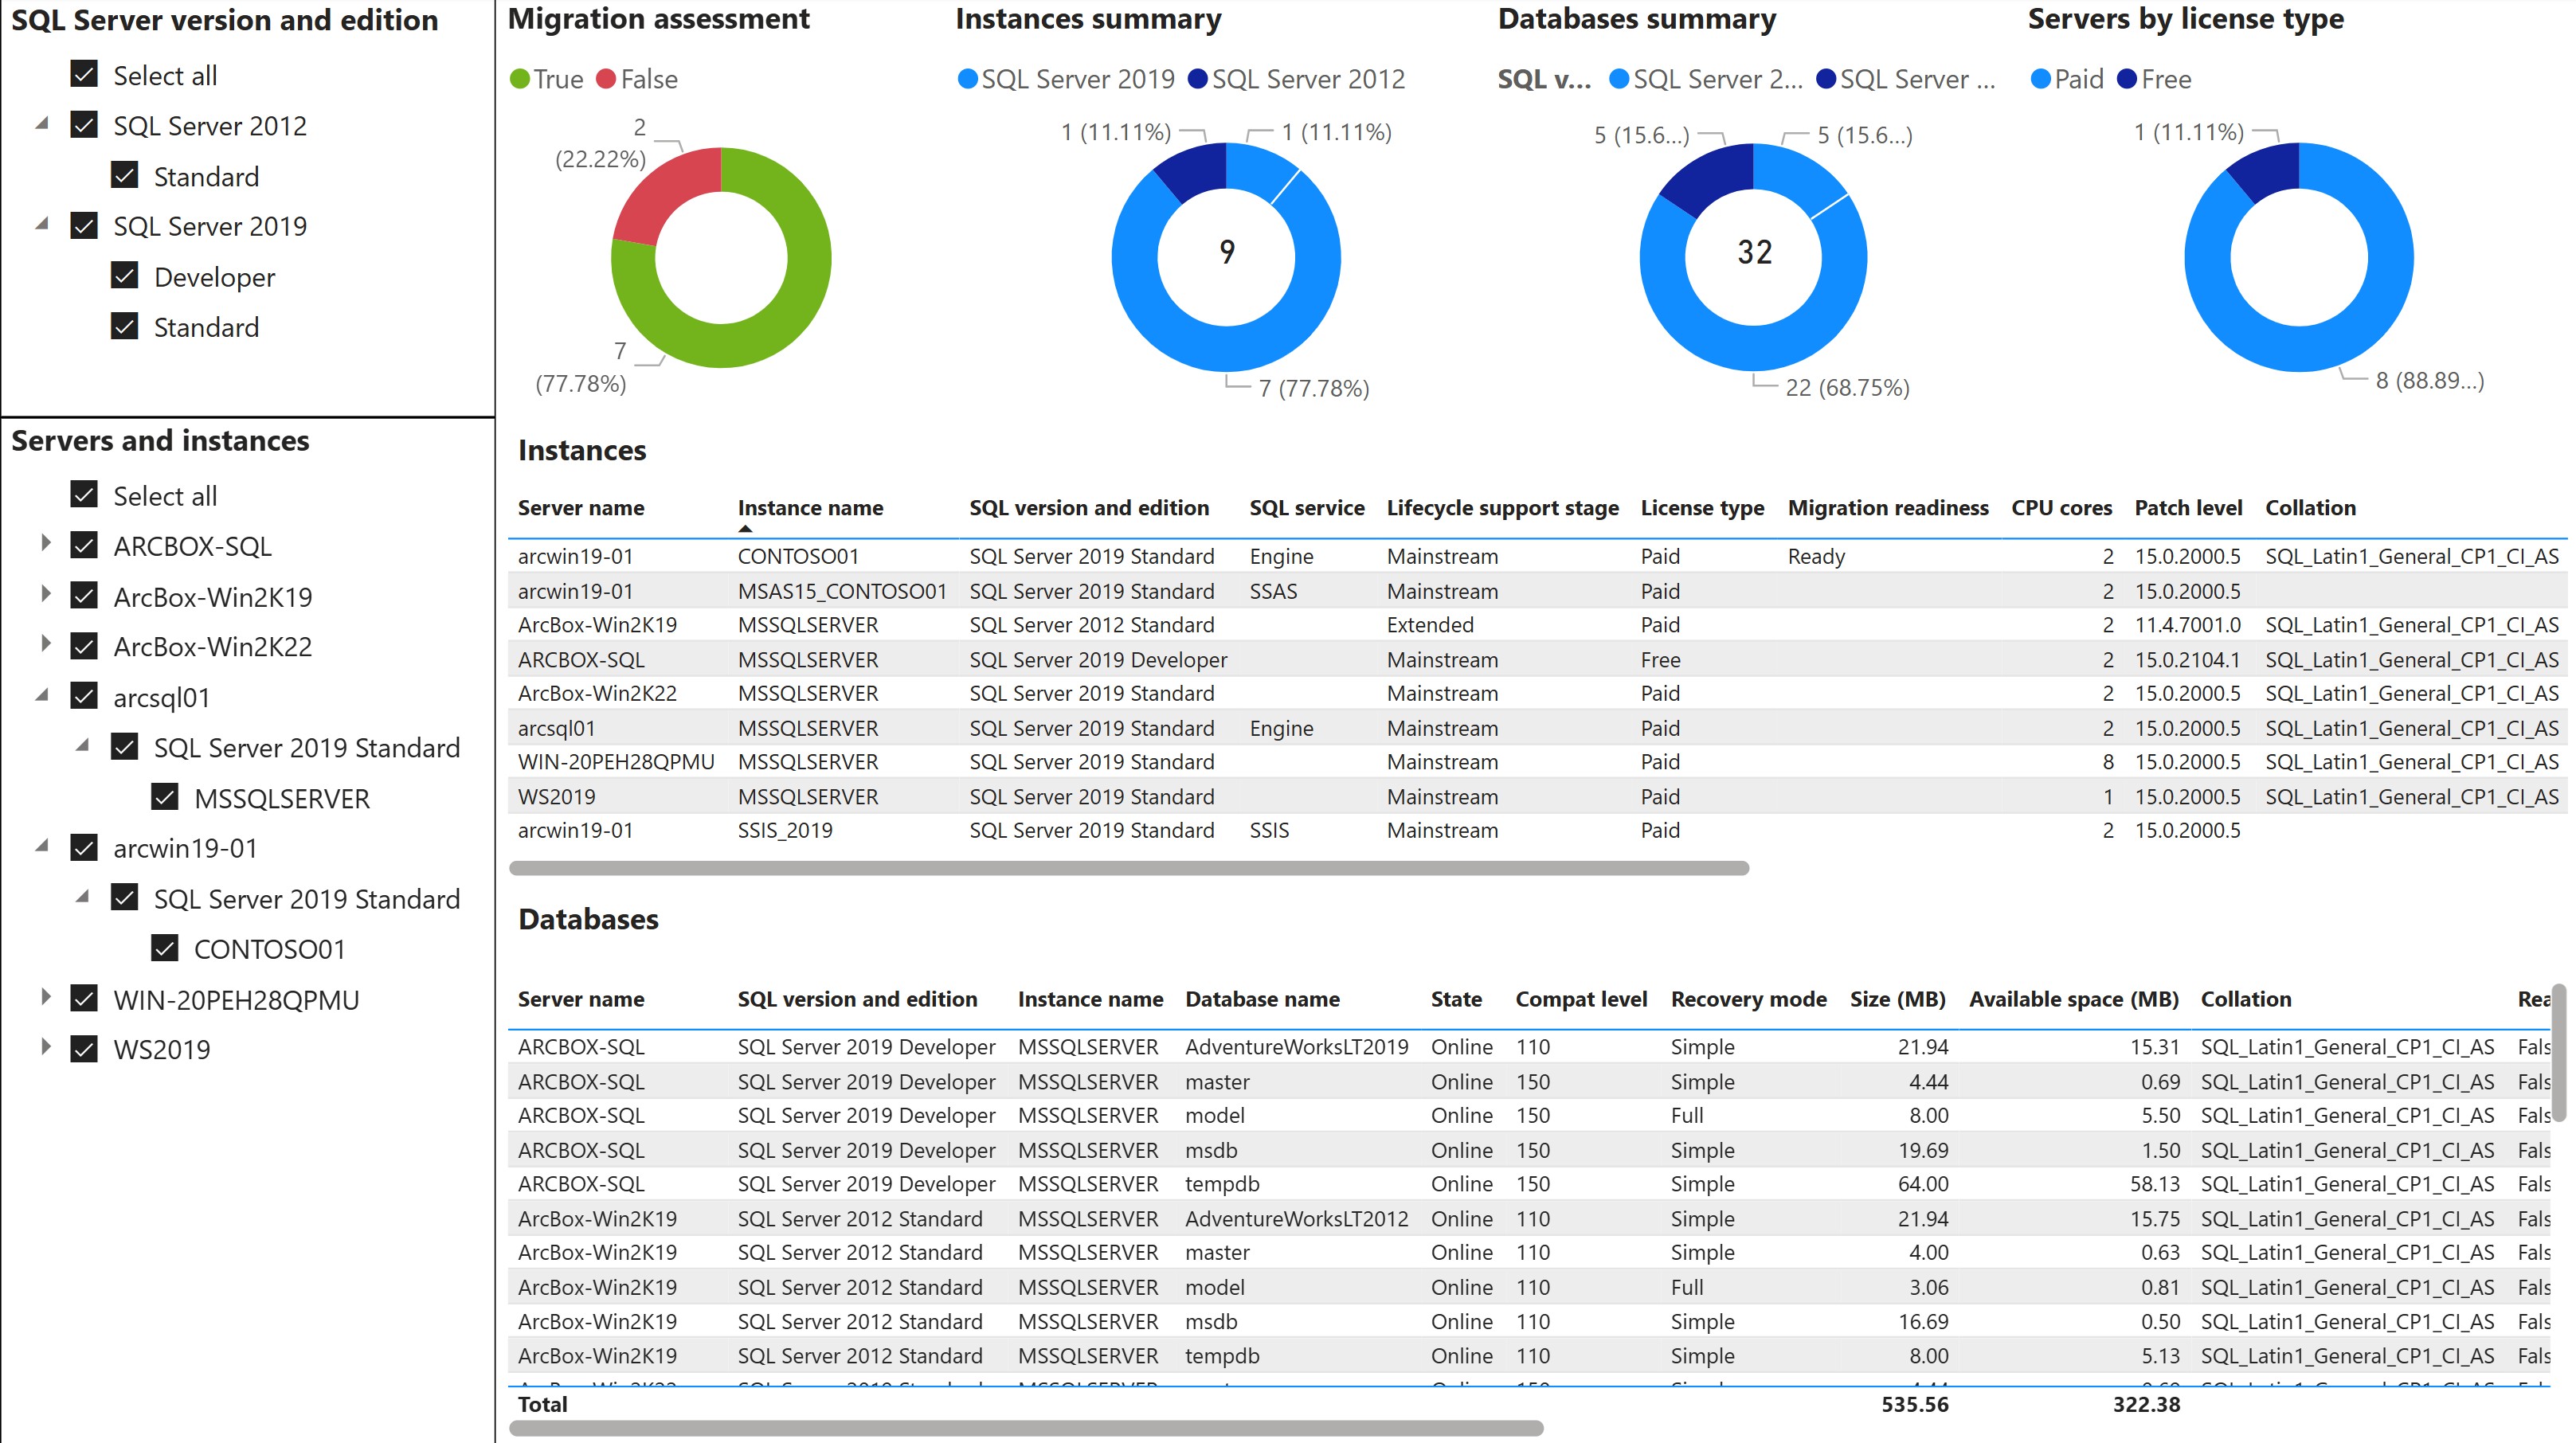 SQL Server version and edition
Select all
SQL Server 2012
Standard
SQL Server 2019
Developer
Standard
Servers and instances
Select all
ARCBOX-SQL
ArcBox-Win2K19
ArcBox-Win2K22
arcsql01
SQL Server 2019 Standard
MSSQLSERVER
arcwin19-01
SQL Server 2019 Standard
CONTOSO01
WIN-20PEH28QPMU
WS2019
Migration assessment
True False
2
(22.22%)
7
(77.78%)
Instances summary
SQL Server 2019 SQL Server 2012
1 (11.11%) 1 (11.11%)
9
7 (77.78%)
Databases summary
SQL v... SQL Server 2... SQL Server ...
5 (15.6...) 5 (15.6...)
32
22 (68.75%)
Servers by license type
Paid Free
1 (11.11%)
8 (88.89...)
Instances
Server name Instance name SQL version and edition SQL service Lifecycle support stage License type Migration readiness CPU cores Patch level Collation
arcwin19-01 CONTOSO01 SQL Server 2019 Standard Engine Mainstream Paid Ready 2 15.0.2000.5 SQL_Latin1_General_CP1_CI_AS
arcwin19-01 MSAS15_CONTOSO01 SQL Server 2019 Standard SSAS Mainstream Paid 2 15.0.2000.5
ArcBox-Win2K19 MSSQLSERVER SQL Server 2012 Standard Extended Paid 2 11.4.7001.0 SQL_Latin1_General_CP1_CI_AS
ARCBOX-SQL MSSQLSERVER SQL Server 2019 Developer Mainstream Free 2 15.0.2104.1 SQL_Latin1_General_CP1_CI_AS
ArcBox-Win2K22 MSSQLSERVER SQL Server 2019 Standard Mainstream Paid 2 15.0.2000.5 SQL_Latin1_General_CP1_CI_AS
arcsql01 MSSQLSERVER SQL Server 2019 Standard Engine Mainstream Paid 2 15.0.2000.5 SQL_Latin1_General_CP1_CI_AS
WIN-20PEH28QPMU MSSQLSERVER SQL Server 2019 Standard Mainstream Paid 8 15.0.2000.5 SQL_Latin1_General_CP1_CI_AS
WS2019 MSSQLSERVER SQL Server 2019 Standard Mainstream Paid 1 15.0.2000.5 SQL_Latin1_General_CP1_CI_AS
arcwin19-01 SSIS_2019 SQL Server 2019 Standard SSIS Mainstream Paid 2 15.0.2000.5
Databases
Server name SQL version and edition Instance name Database name State Compat level Recovery mode Size (MB) Available space (MB) Collation Rea
ARCBOX-SQL SQL Server 2019 Developer MSSQLSERVER AdventureWorksLT2019 Online 110 Simple 21.94 15.31 SQL_Latin1_General_CP1_CI_AS Fals
ARCBOX-SQL SQL Server 2019 Developer MSSQLSERVER master Online 150 Simple 4.44 0.69 SQL_Latin1_General_CP1_CI_AS Fals
ARCBOX-SQL SQL Server 2019 Developer MSSQLSERVER model Online 150 Full 8.00 5.50 SQL_Latin1_General_CP1_CI_AS Fals
ARCBOX-SQL SQL Server 2019 Developer MSSQLSERVER msdb Online 150 Simple 19.69 1.50 SQL_Latin1_General_CP1_CI_AS Fals
ARCBOX-SQL SQL Server 2019 Developer MSSQLSERVER tempdb Online 150 Simple 64.00 58.13 SQL_Latin1_General_CP1_CI_AS Fals
ArcBox-Win2K19 SQL Server 2012 Standard MSSQLSERVER AdventureWorksLT2012 Online 110 Simple 21.94 15.75 SQL_Latin1_General_CP1_CI_AS Fals
ArcBox-Win2K19 SQL Server 2012 Standard MSSQLSERVER master Online 110 Simple 4.00 0.63 SQL_Latin1_General_CP1_CI_AS Fals
ArcBox-Win2K19 SQL Server 2012 Standard MSSQLSERVER model Online 110 Full 3.06 0.81 SQL_Latin1_General_CP1_CI_AS Fals
ArcBox-Win2K19 SQL Server 2012 Standard MSSQLSERVER msdb Online 110 Simple 16.69 0.50 SQL_Latin1_General_CP1_CI_AS Fals
ArcBox-Win2K19 SQL Server 2012 Standard MSSQLSERVER tempdb Online 110 Simple 8.00 5.13 SQL_Latin1_General_CP1_CI_AS Fals
Total 535.56 322.38